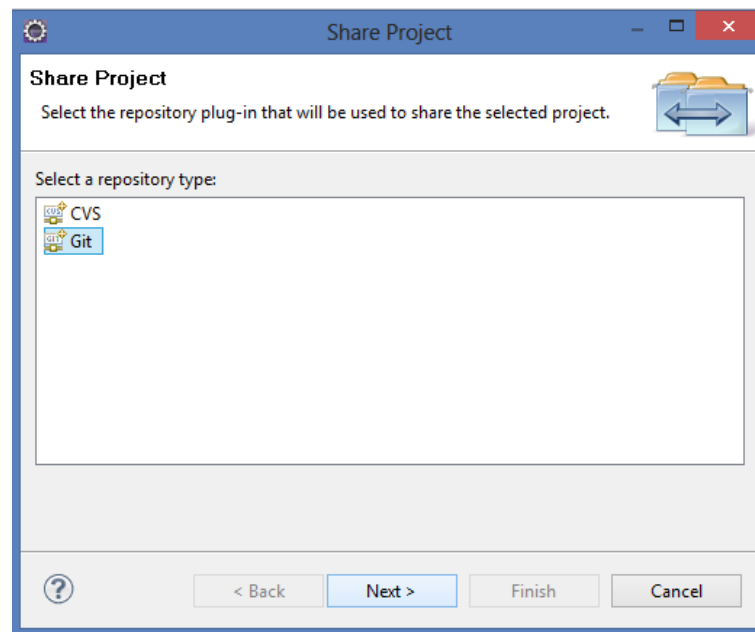 Share Project
Share Project
Select the repository plug-in that will be used to share the selected project.
Select a repository type:
CVS
Git
? < Back Next > Finish Cancel